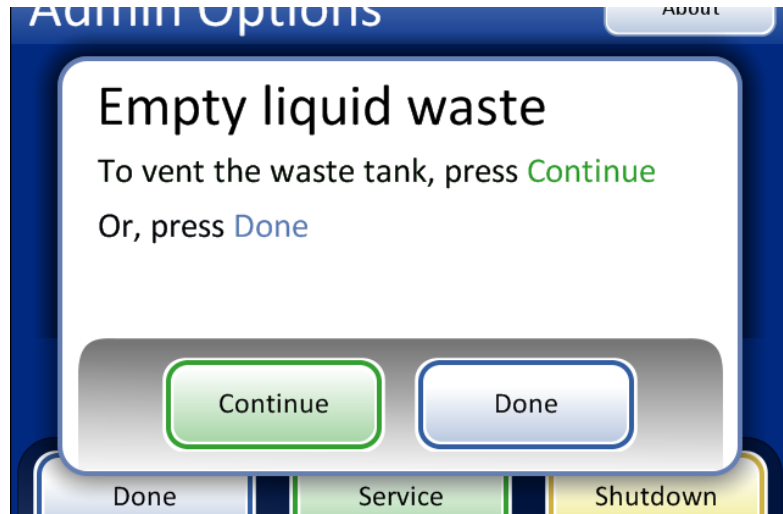 Admin Options
About
Empty liquid waste
To vent the waste tank, press Continue
Or, press Done
Continue
Done
Done
Service
Shutdown